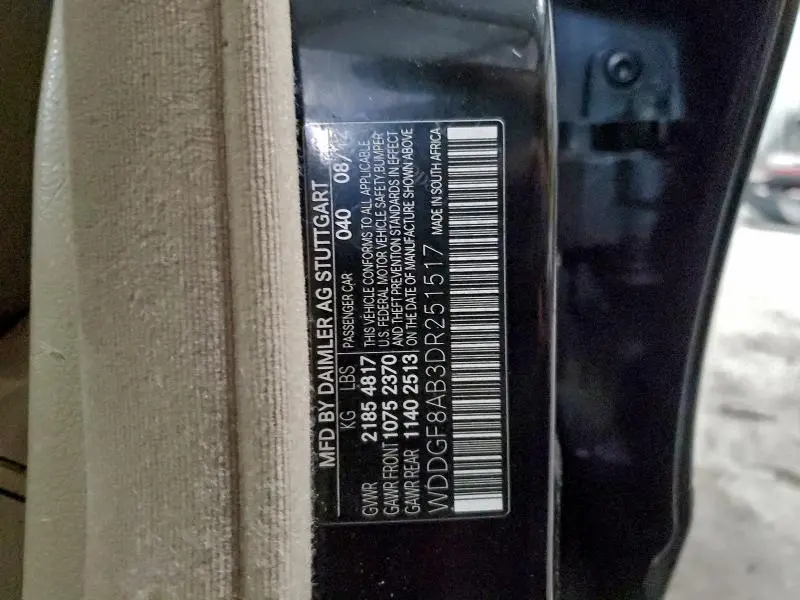 MFD BY DAIMLER AG STUTTGART
KG LBS PASSENGER CAR 040 08/12
GVWR 2185 4817 THIS VEHICLE CONFORMS TO ALL APPLICABLE
U.S. FEDERAL MOTOR VEHICLE SAFETY, BUMPER
GAWR FRONT 1075 2370 AND THEFT PREVENTION STANDARDS IN EFFECT
GAWR REAR 1140 2513 ON THE DATE OF MANUFACTURE SHOWN ABOVE
WDDGF8AB3DR251517 MADE IN SOUTH AFRICA